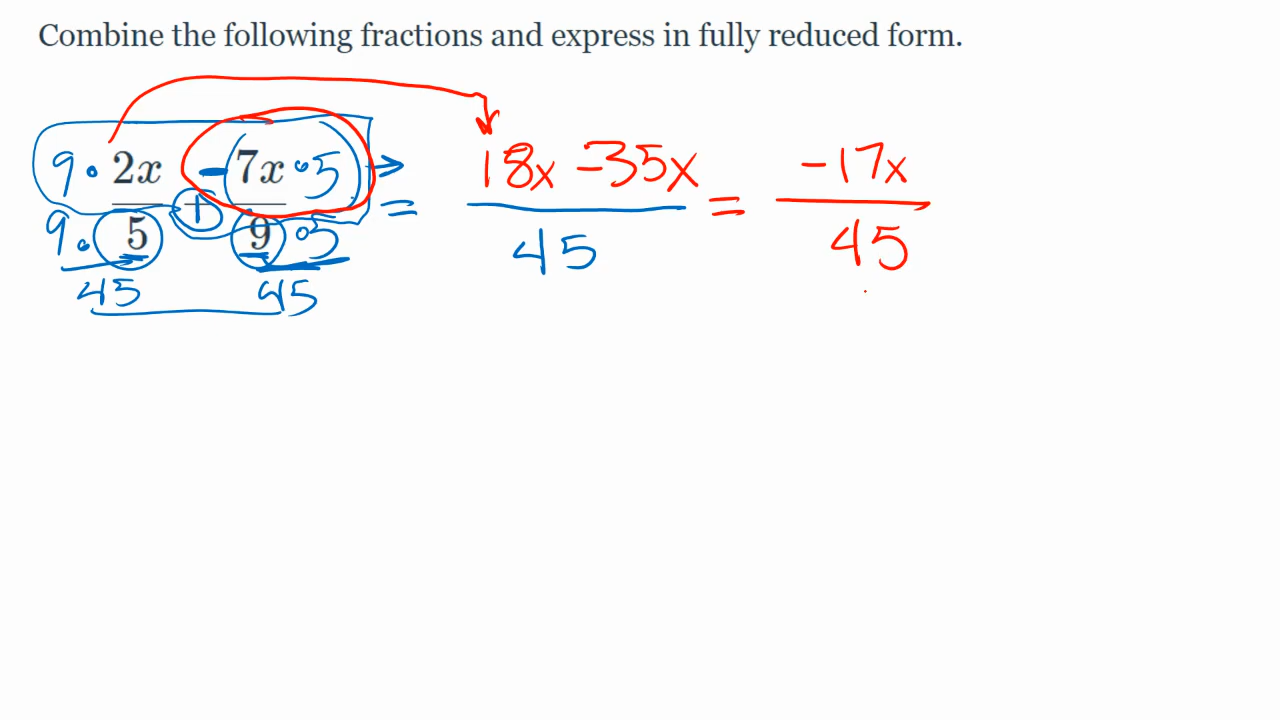 Combine the following fractions and express in fully reduced form.
9 · 2x − (7x · 5) → 18x − 35x −17x
9 · 5 + 9 · 5 = 45 = 45
45 45